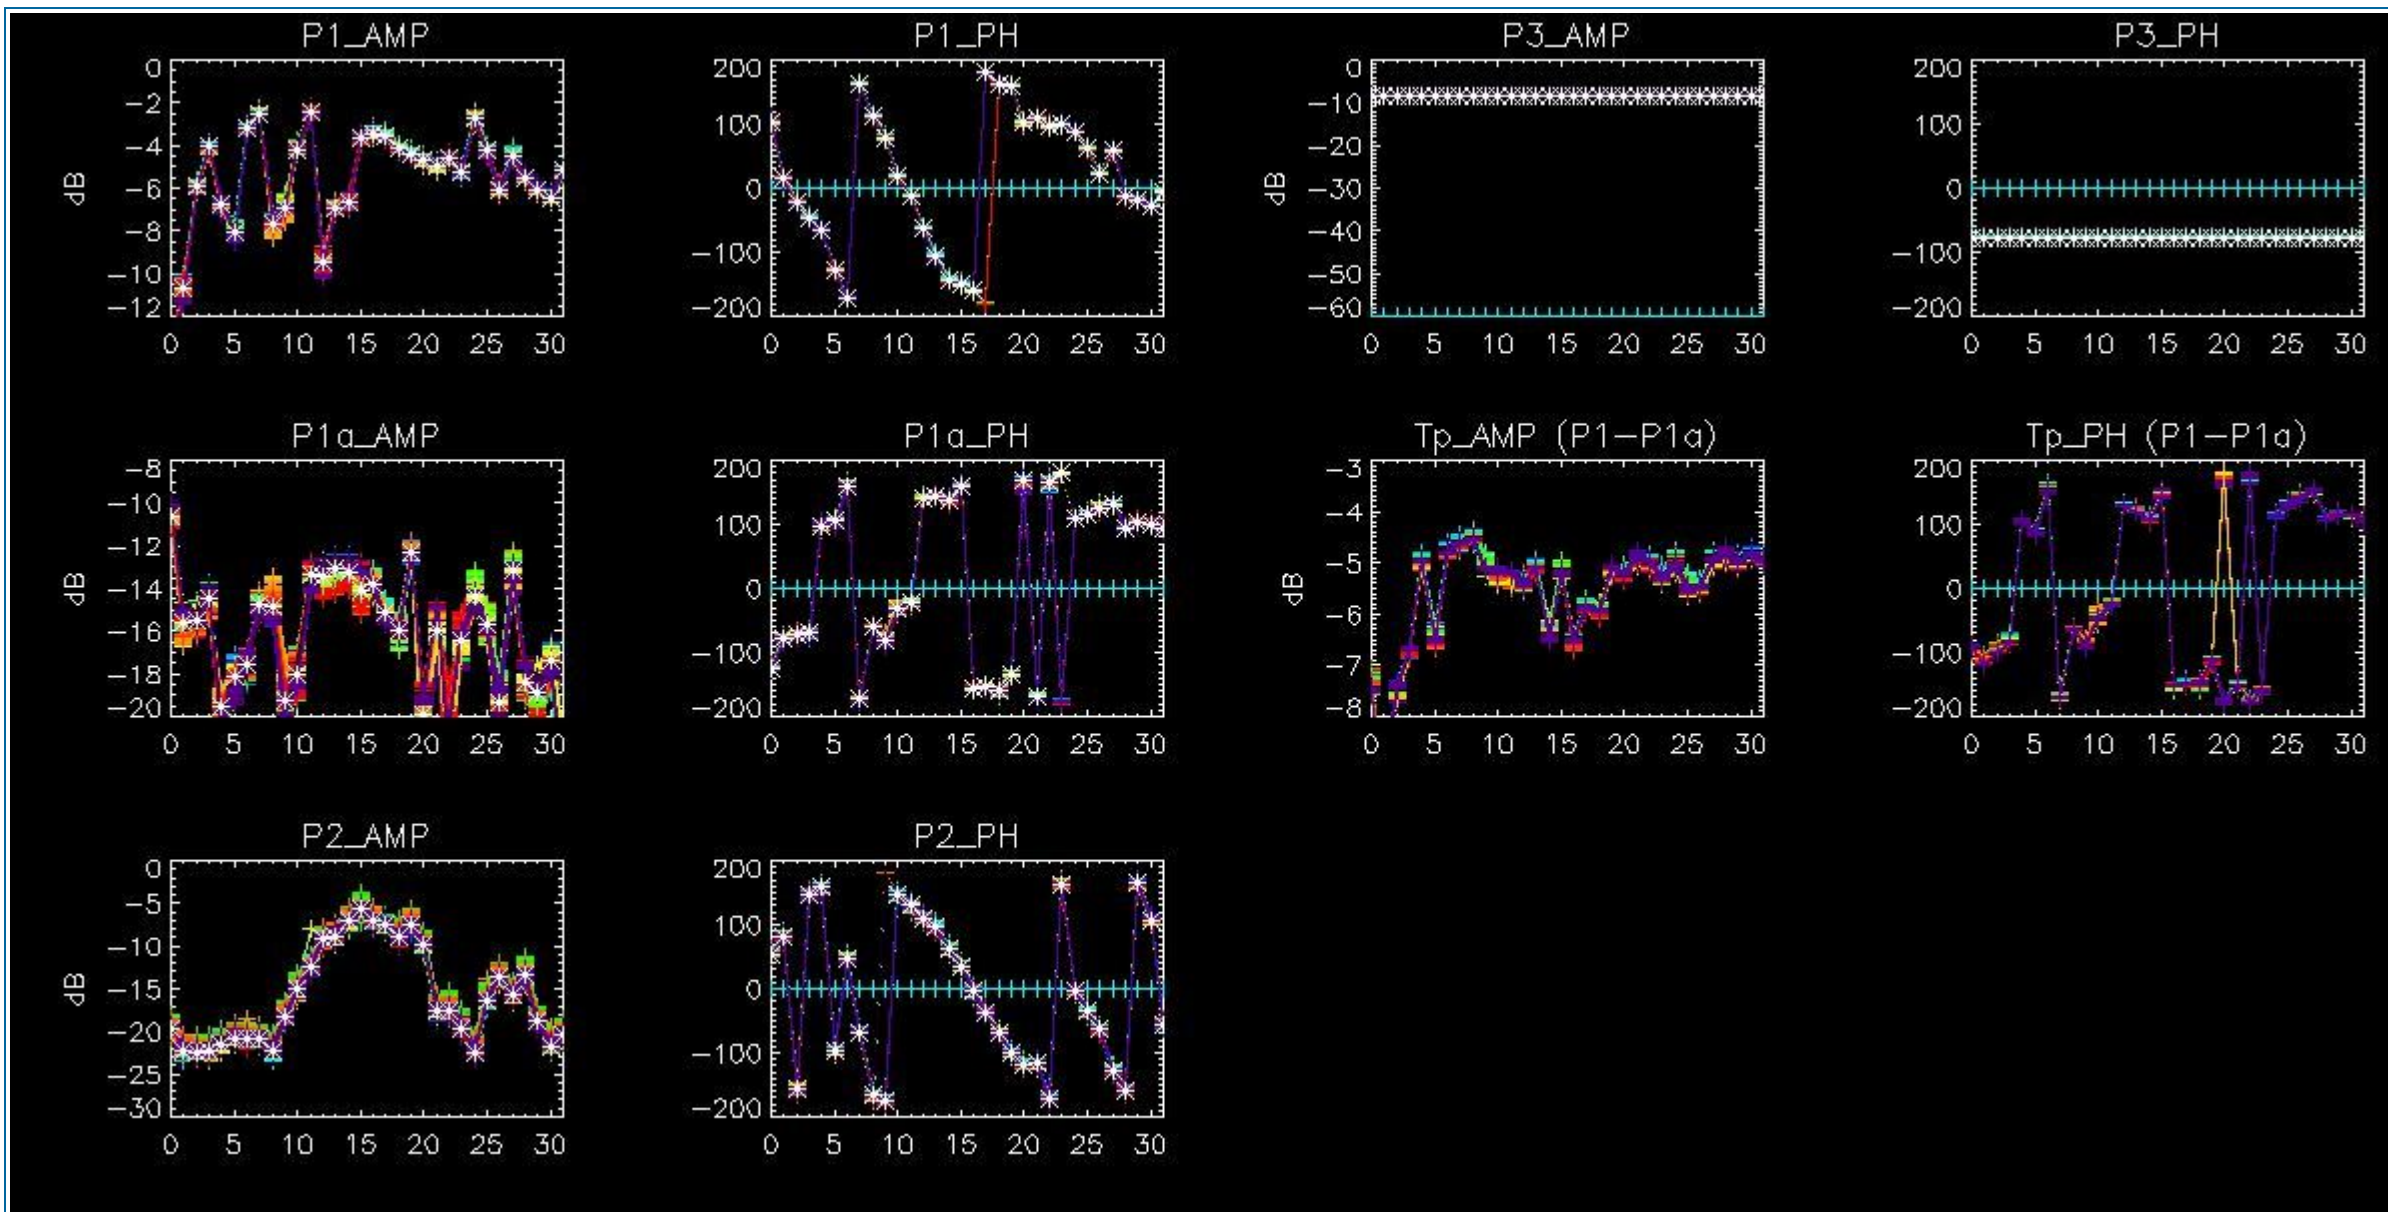 P1_AMP P1_PH P3_AMP P3_PH
0 200 0 200
−2 −10
100 100
−4 −20
dB −6 0 dB −30 0
−8 −40
−100 −100
−10 −50
−12 −200 −60 −200
0 5 10 15 20 25 30 0 5 10 15 20 25 30 0 5 10 15 20 25 30 0 5 10 15 20 25 30
P1a_AMP P1a_PH Tp_AMP (P1−P1a) Tp_PH (P1−P1a)
−8 200 −3 200
−10
100 −4 100
−12
dB −14 0 dB −5 0
−16 −6
−100 −100
−18 −7
−20 −200 −8 −200
0 5 10 15 20 25 30 0 5 10 15 20 25 30 0 5 10 15 20 25 30 0 5 10 15 20 25 30
P2_AMP P2_PH
0 200
−5
100
−10
dB −15 0
−20
−100
−25
−30 −200
0 5 10 15 20 25 30 0 5 10 15 20 25 30